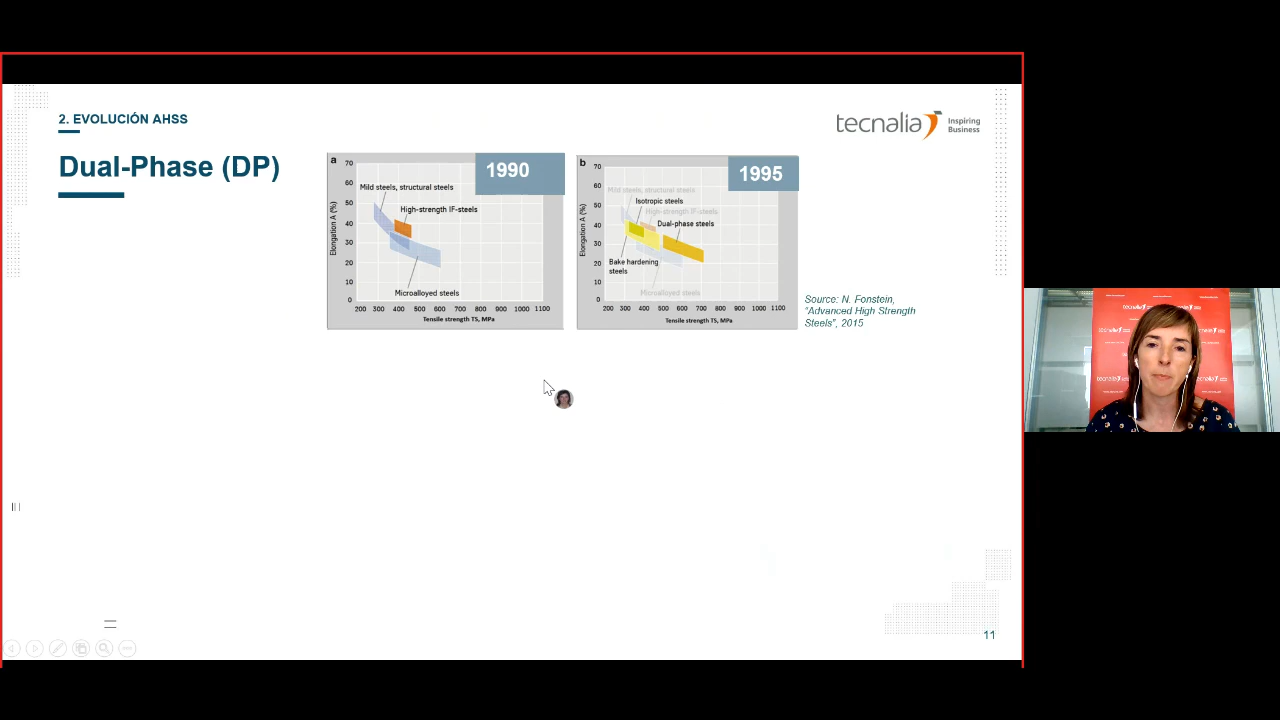 2. EVOLUCIÓN AHSS
tecnalia Inspiring
Business
Dual-Phase (DP)
a
1990
70
60
50
40
30
20
10
0
Elongation A (%)
Mild steels, structural steels
High-strength IF-steels
Microalloyed steels
200 300 400 500 600 700 800 900 1000 1100
Tensile strength TS, MPa
b
1995
70
60
50
40
30
20
10
0
Elongation A (%)
Mild steels, structural steels
Isotropic steels
High-strength IF-steels
Dual-phase steels
Bake hardening
steels
Microalloyed steels
200 300 400 500 600 700 800 900 1000 1100
Tensile strength TS, MPa
Source: N. Fonstein,
"Advanced High Strength
Steels", 2015
11